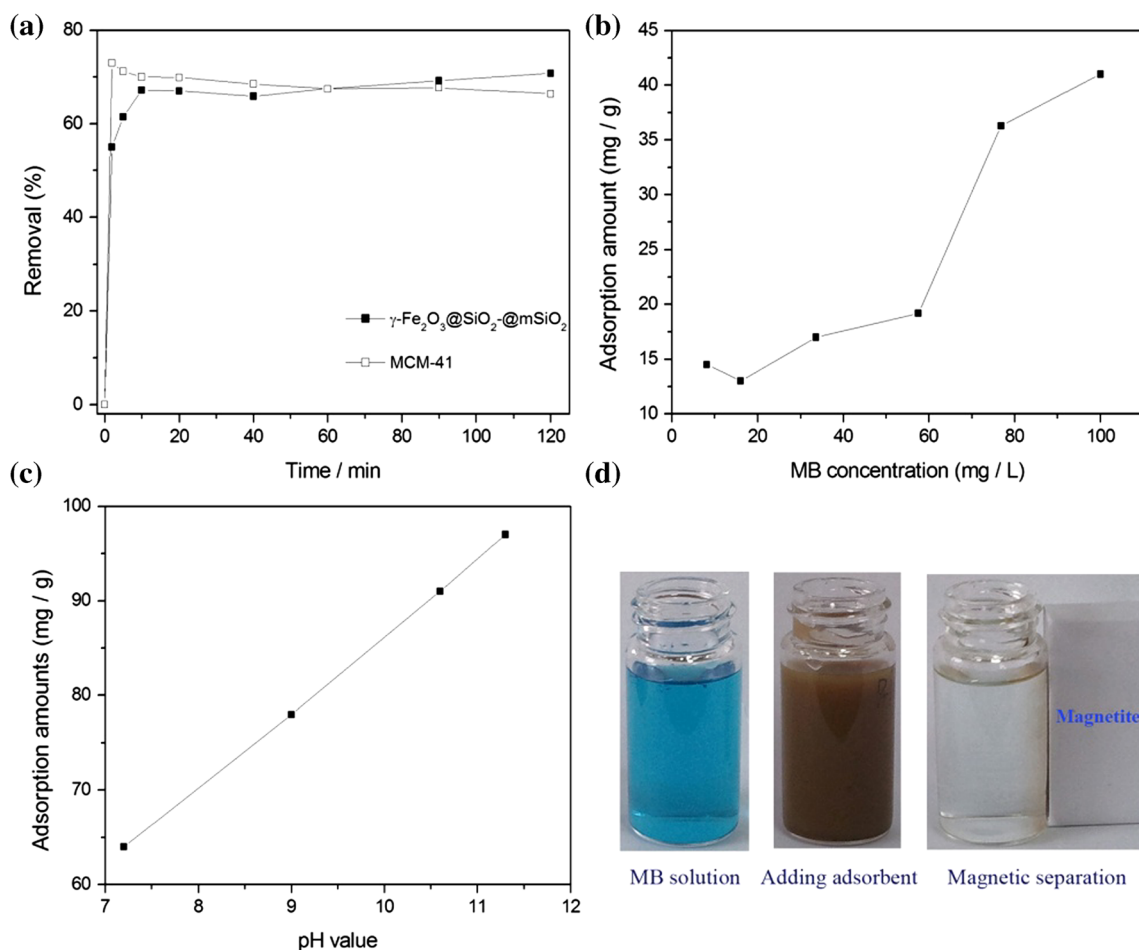 (a)
80
60
40
20
0
Removal (%)
γ-Fe₂O₃@SiO₂-@mSiO₂
MCM-41
0 20 40 60 80 100 120
Time / min
(b)
45
40
35
30
25
20
15
10
Adsorption amount (mg / g)
0 20 40 60 80 100
MB concentration (mg / L)
(c)
100
90
80
70
60
Adsorption amounts (mg / g)
7 8 9 10 11 12
pH value
(d)
Magnetite
MB solution Adding adsorbent Magnetic separation